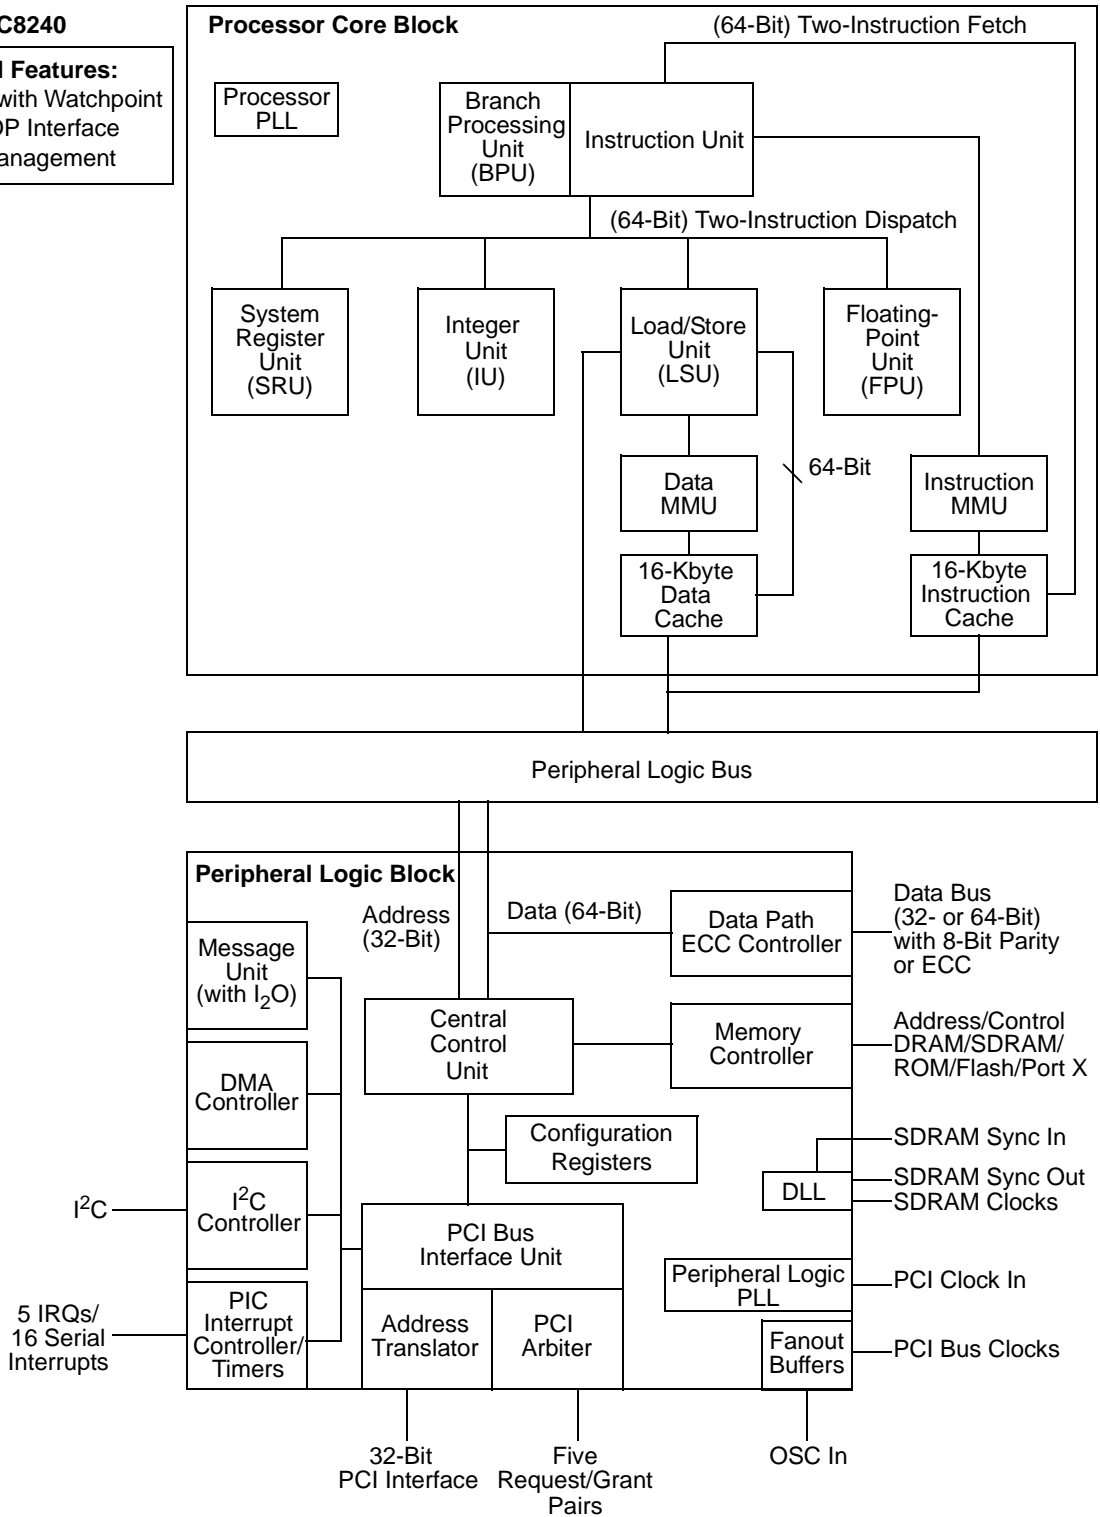 C8240
Features:
with Watchpoint
Interface
Processor Core Block
(64-Bit) Two-Instruction Fetch
Processor
PLL
Branch
Processing
Unit
(BPU)
Instruction Unit
(64-Bit) Two-Instruction Dispatch
System
Register
Unit
(SRU)
Integer
Unit
(IU)
Load/Store
Unit
(LSU)
Floating-
Point
Unit
(FPU)
64-Bit
Data
MMU
Instruction
MMU
16-Kbyte
Data
Cache
16-Kbyte
Instruction
Cache
Peripheral Logic Bus
Peripheral Logic Block
Address
(32-Bit)
Data (64-Bit)
Data Path
ECC Controller
Data Bus
(32- or 64-Bit)
with 8-Bit Parity
or ECC
Message
Unit
(with I2O)
Central
Control
Unit
Memory
Controller
Address/Control
DRAM/SDRAM/
ROM/Flash/Port X
DMA
Controller
Configuration
Registers
SDRAM Sync In
DLL
SDRAM Sync Out
SDRAM Clocks
I2C
I2C
Controller
PCI Bus
Interface Unit
Peripheral Logic
PLL
PCI Clock In
5 IRQs/
16 Serial
Interrupts
PIC
Interrupt
Controller/
Timers
Address
Translator
PCI
Arbiter
Fanout
Buffers
PCI Bus Clocks
32-Bit
PCI Interface
Five
Request/Grant
Pairs
OSC In